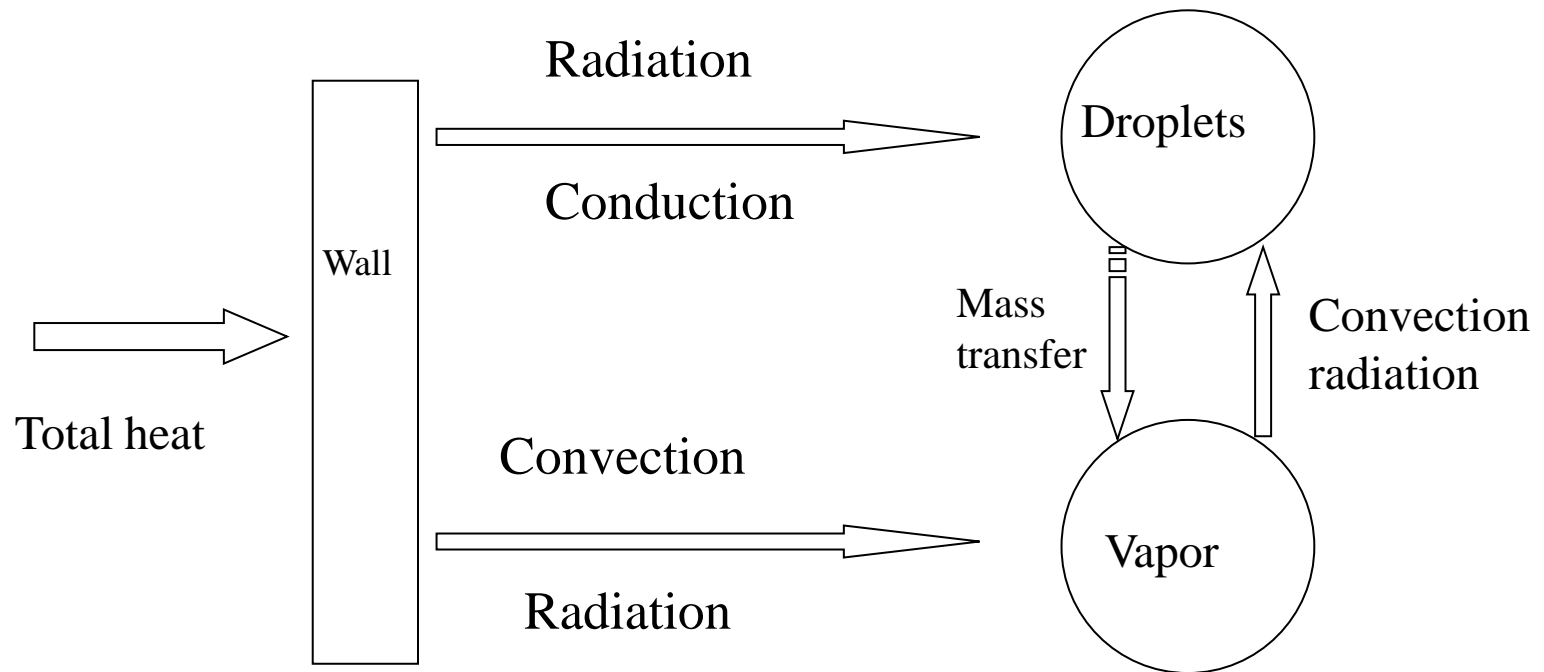 Radiation
Droplets
Conduction
Wall
Mass
transfer
Convection
radiation
Total heat
Convection
Vapor
Radiation